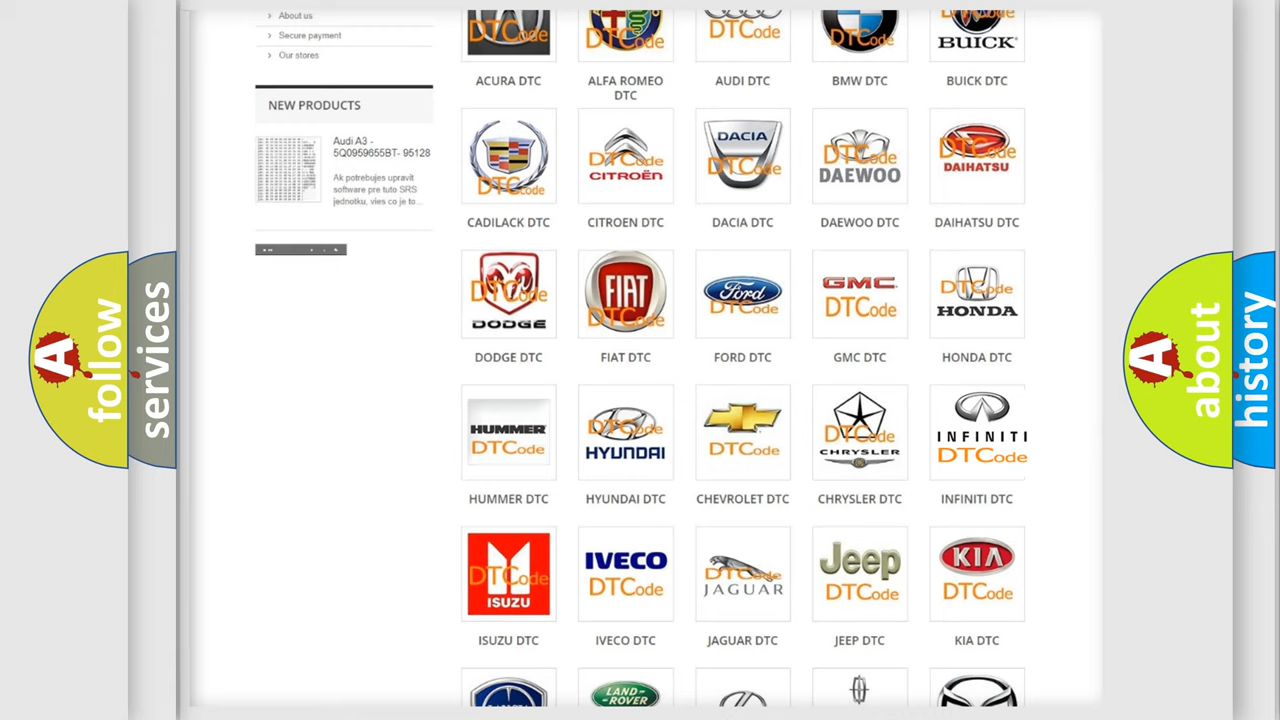 About us
Secure payment
Our stores
NEW PRODUCTS
Audi A3 -
5Q0959655BT- 95128
Ak potrebujes upravit
software pre tuto SRS
jednotku, vies co je to...
DTCode
DTCode
DTCode
DTCode
BUICK
ACURA DTC
ALFA ROMEO
DTC
AUDI DTC
BMW DTC
BUICK DTC
DTCode
DTCode
CITROËN
DACIA
DTCode
DTCode
DAEWOO
DTCode
DAIHATSU
CADILACK DTC
CITROEN DTC
DACIA DTC
DAEWOO DTC
DAIHATSU DTC
DTCode
DODGE
FIAT
DTCode
Ford
DTCode
GMC
DTCode
DTCode
HONDA
DODGE DTC
FIAT DTC
FORD DTC
GMC DTC
HONDA DTC
HUMMER
DTCode
DTCode
HYUNDAI
DTCode
DTCode
CHRYSLER
INFINITI
DTCode
HUMMER DTC
HYUNDAI DTC
CHEVROLET DTC
CHRYSLER DTC
INFINITI DTC
DTCode
ISUZU
IVECO
DTCode
DTCode
JAGUAR
Jeep
DTCode
KIA
DTCode
ISUZU DTC
IVECO DTC
JAGUAR DTC
JEEP DTC
KIA DTC
LAND-
ROVER
A follow
services
A about
history